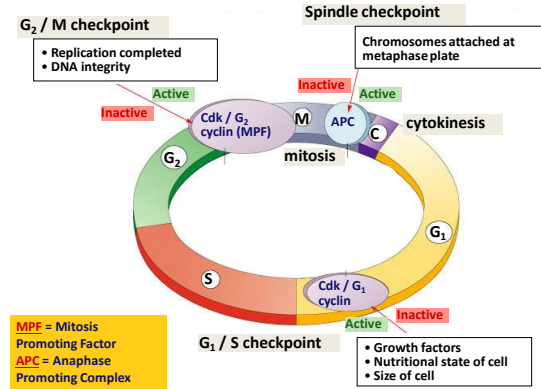 G₂ / M checkpoint
• Replication completed
• DNA integrity
Spindle checkpoint
Chromosomes attached at
metaphase plate
Active
Inactive
Inactive
Active
Cdk / G₂
cyclin (MPF)
M
APC
C
cytokinesis
mitosis
G₂
G₁
S
Cdk / G₁
cyclin
Inactive
Active
G₁ / S checkpoint
• Growth factors
• Nutritional state of cell
• Size of cell
MPF = Mitosis
Promoting Factor
APC = Anaphase
Promoting Complex